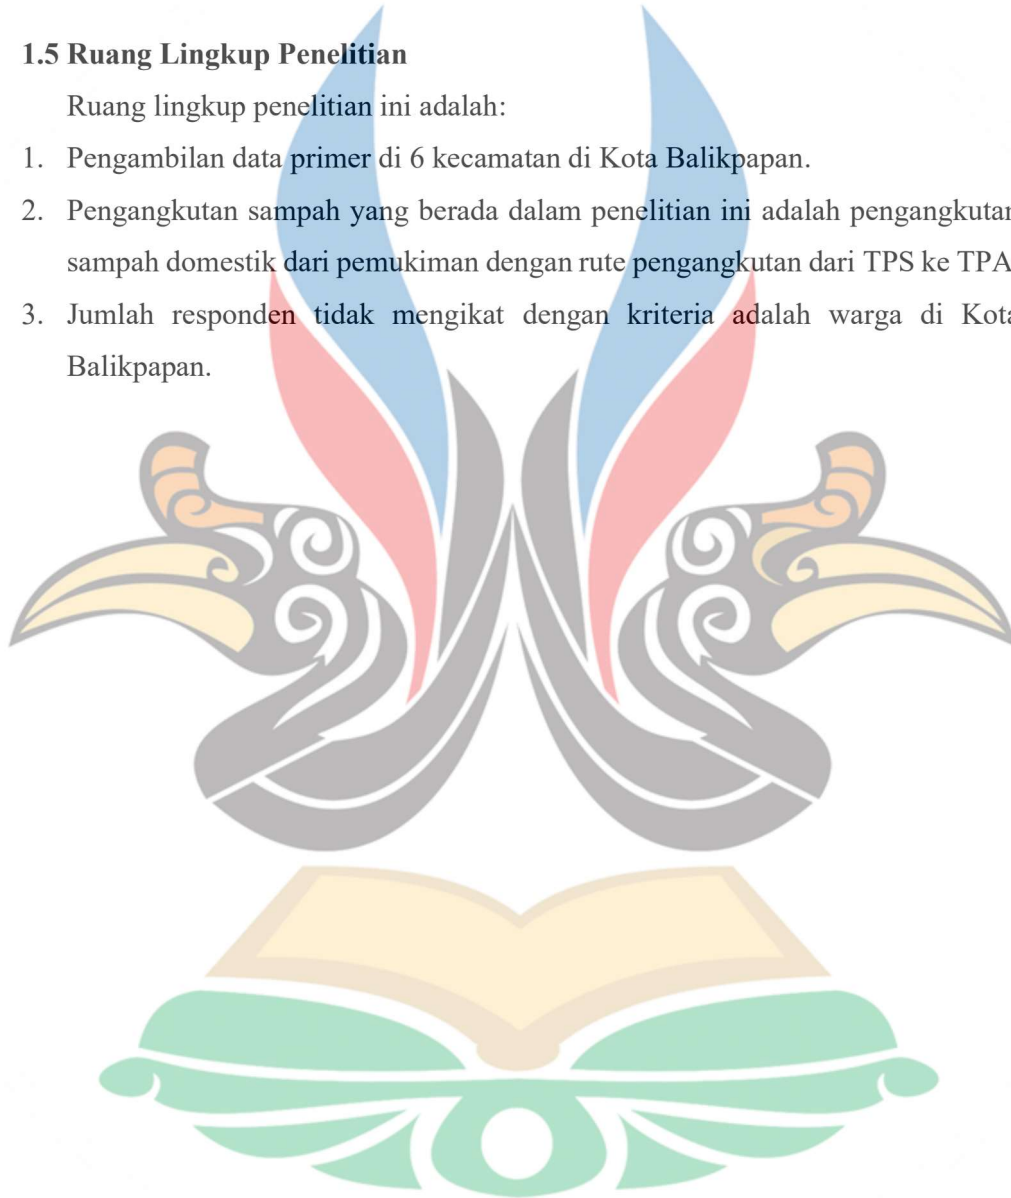 1.5 Ruang Lingkup Penelitian
Ruang lingkup penelitian ini adalah:
1. Pengambilan data primer di 6 kecamatan di Kota Balikpapan.
2. Pengangkutan sampah yang berada dalam penelitian ini adalah pengangkutan
sampah domestik dari pemukiman dengan rute pengangkutan dari TPS ke TPA
3. Jumlah responden tidak mengikat dengan kriteria adalah warga di Kota
Balikpapan.